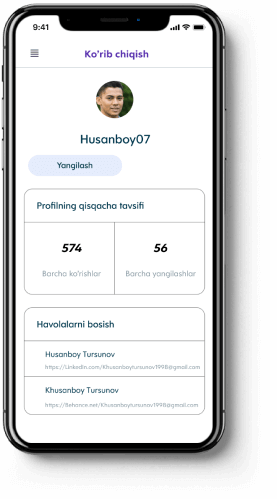 9:41
Ko'rib chiqish
Husanboy07
Yangilash
Profilning qisqacha tavsifi
574 56
Barcha ko'rishlar Barcha yangilashlar
Havolalarni bosish
Husanboy Tursunov
https://LinkedIn.com/Khusanboytursunov1998@gmail.com
Khusanboy Tursunov
https://Behance.net/Khusanboytursunov1998@gmail.com